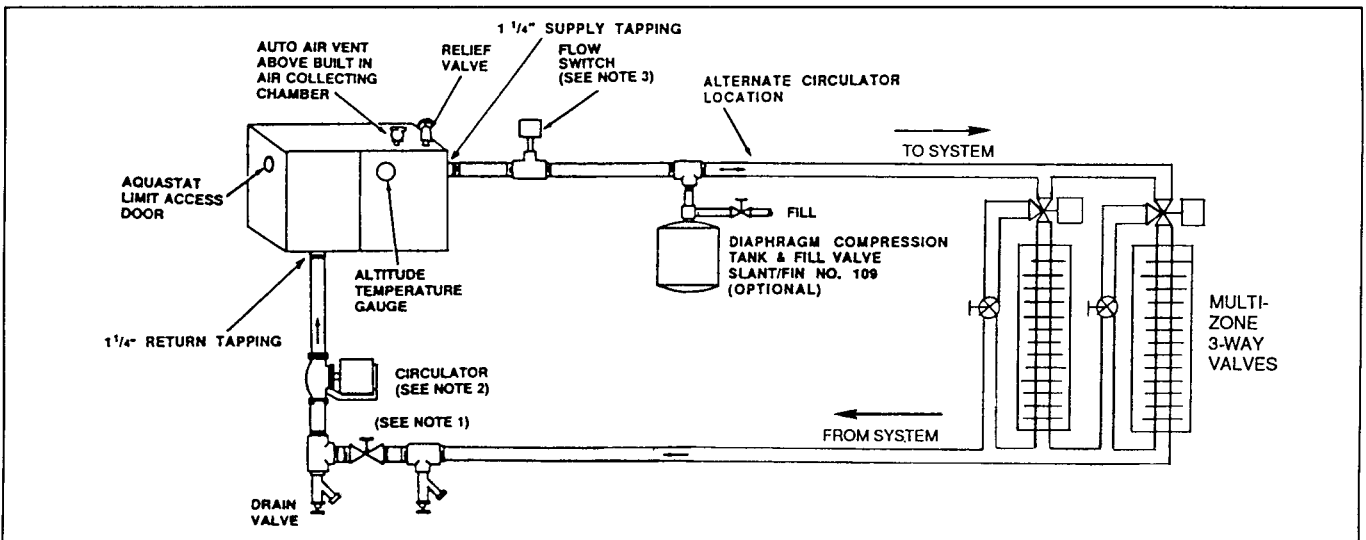 1 1/4" SUPPLY TAPPING
AUTO AIR VENT
ABOVE BUILT IN
AIR COLLECTING
CHAMBER
RELIEF
VALVE
FLOW
SWITCH
(SEE NOTE 3)
ALTERNATE CIRCULATOR
LOCATION
TO SYSTEM
AQUASTAT
LIMIT ACCESS
DOOR
FILL
DIAPHRAGM COMPRESSION
TANK & FILL VALVE
SLANT/FIN NO. 109
(OPTIONAL)
ALTITUDE
TEMPERATURE
GAUGE
MULTI-
ZONE
3-WAY
VALVES
1 1/4" RETURN TAPPING
CIRCULATOR
(SEE NOTE 2)
(SEE NOTE 1)
FROM SYSTEM
DRAIN
VALVE